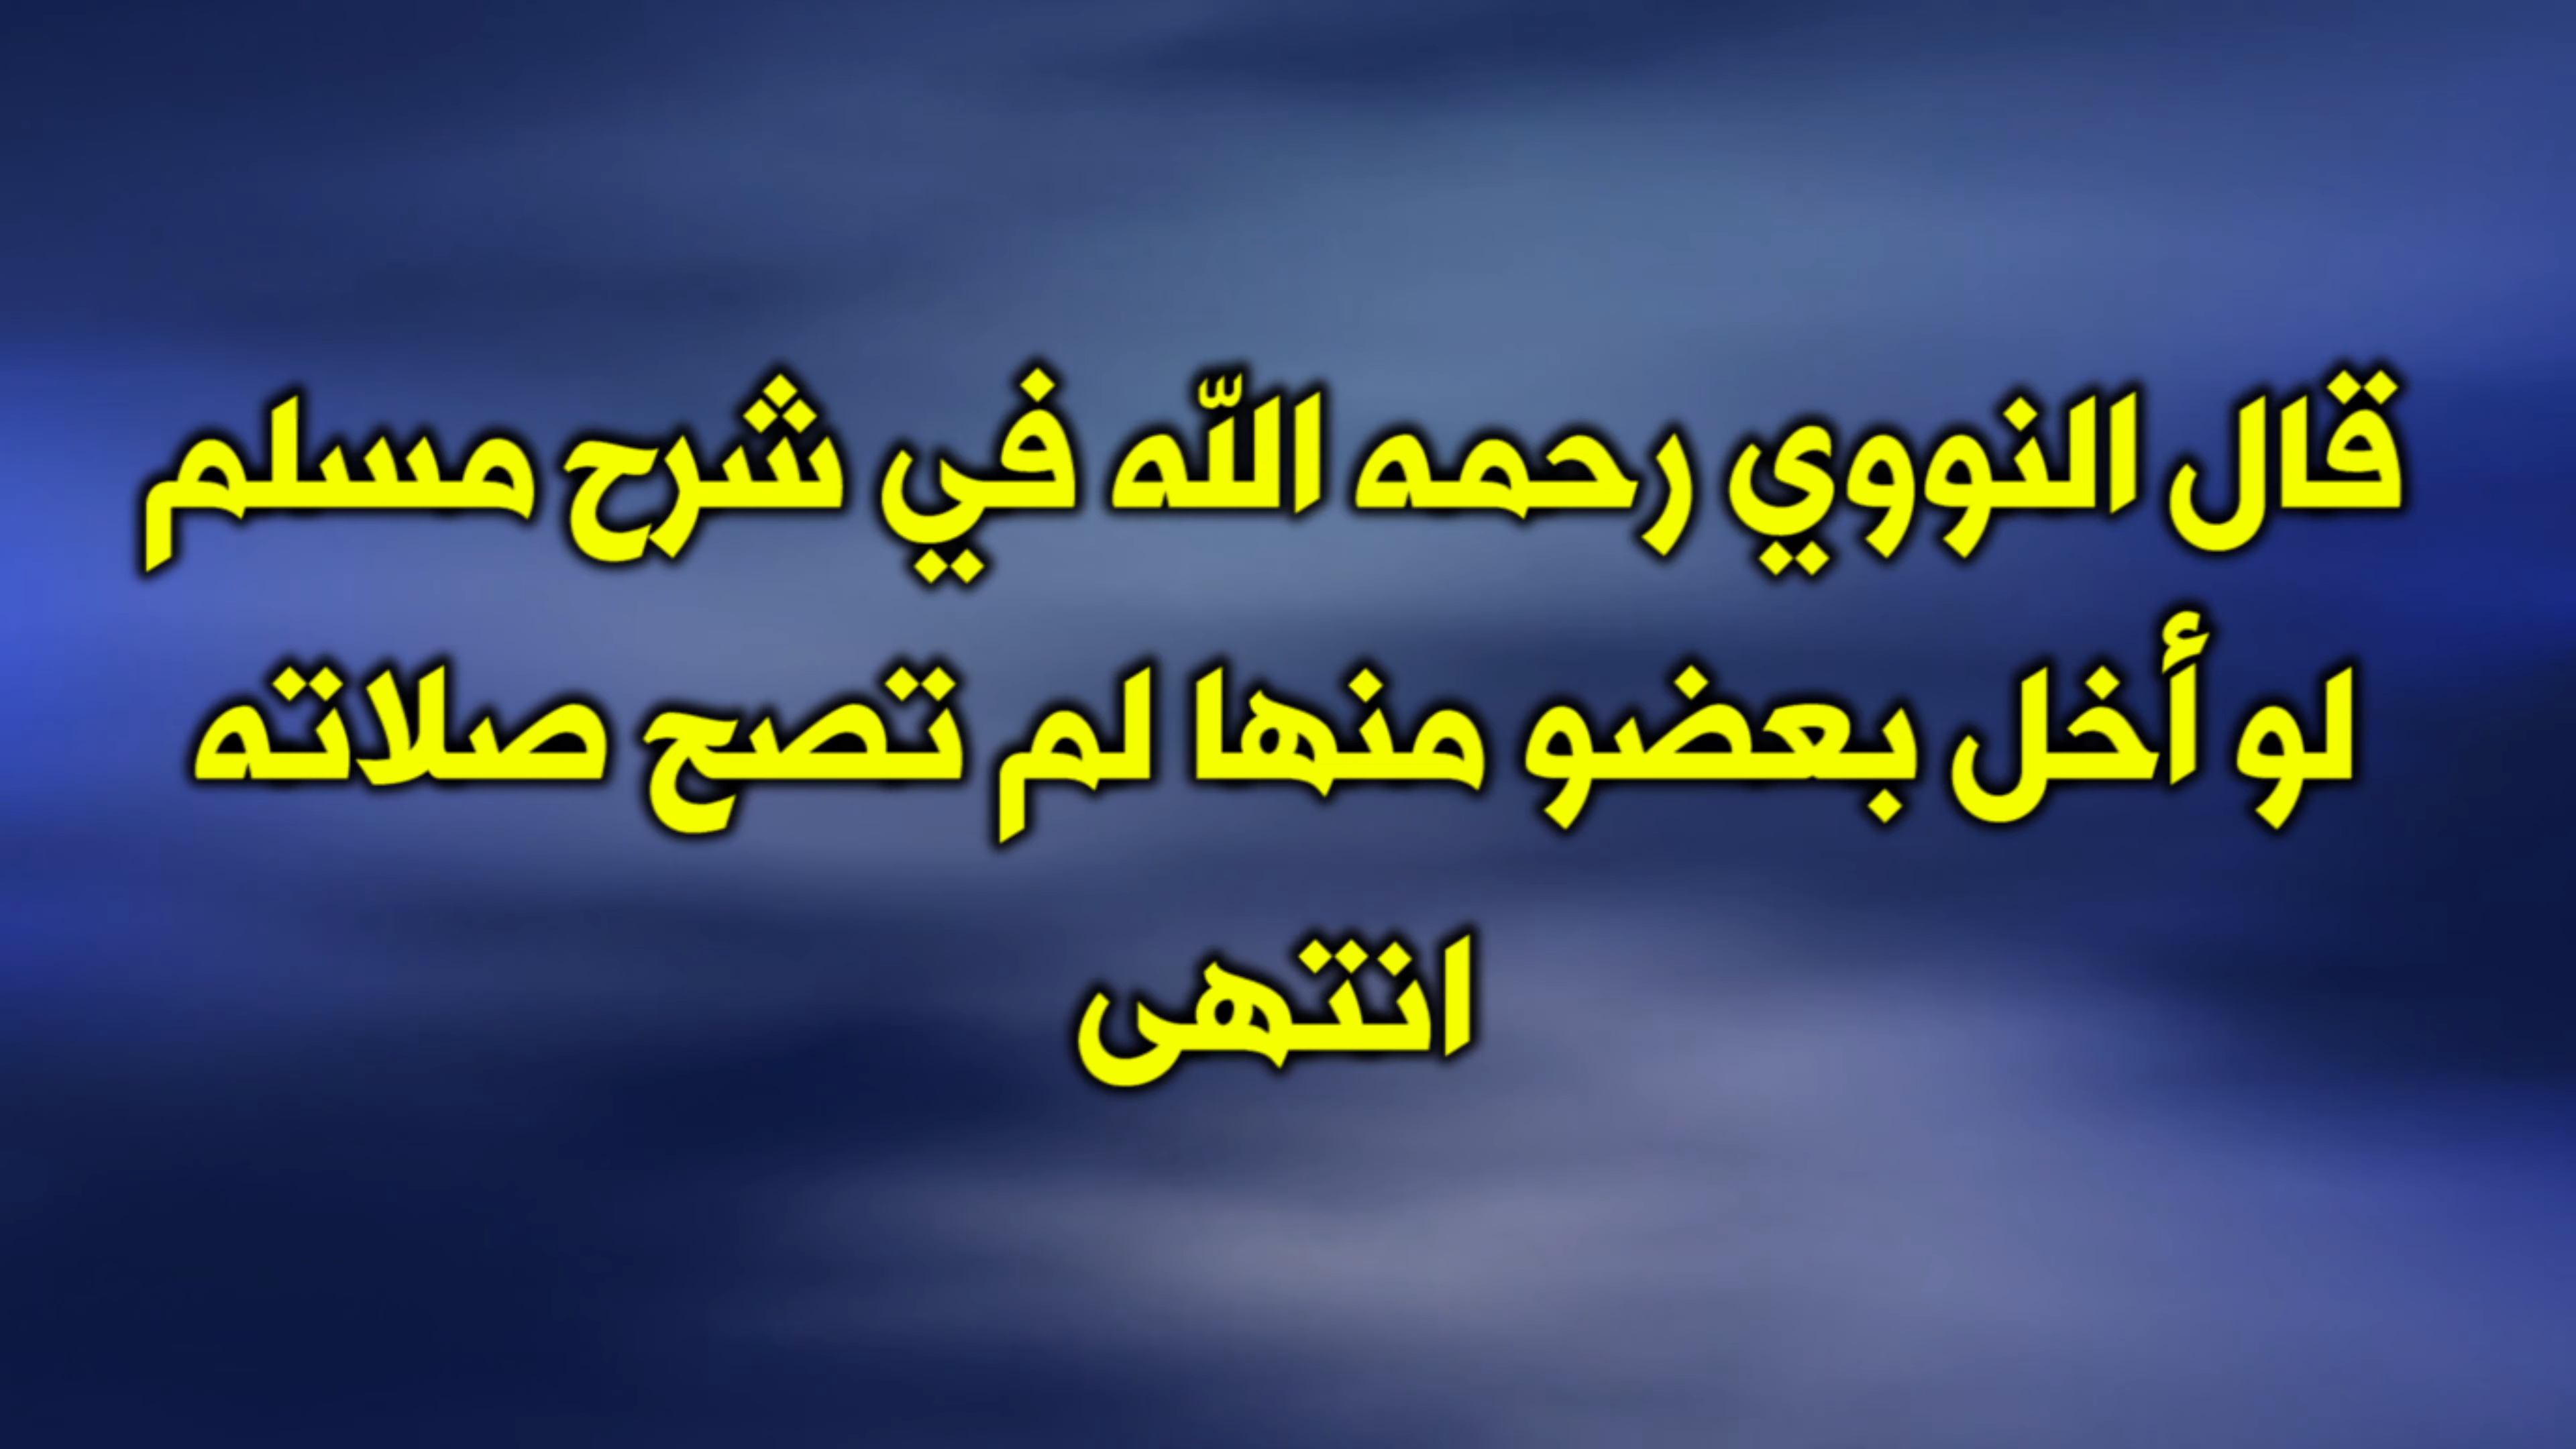 قال النووي رحمه اللّه في شرح مسلم
لو أخل بعضو منها لم تصح صلاته
انتهى